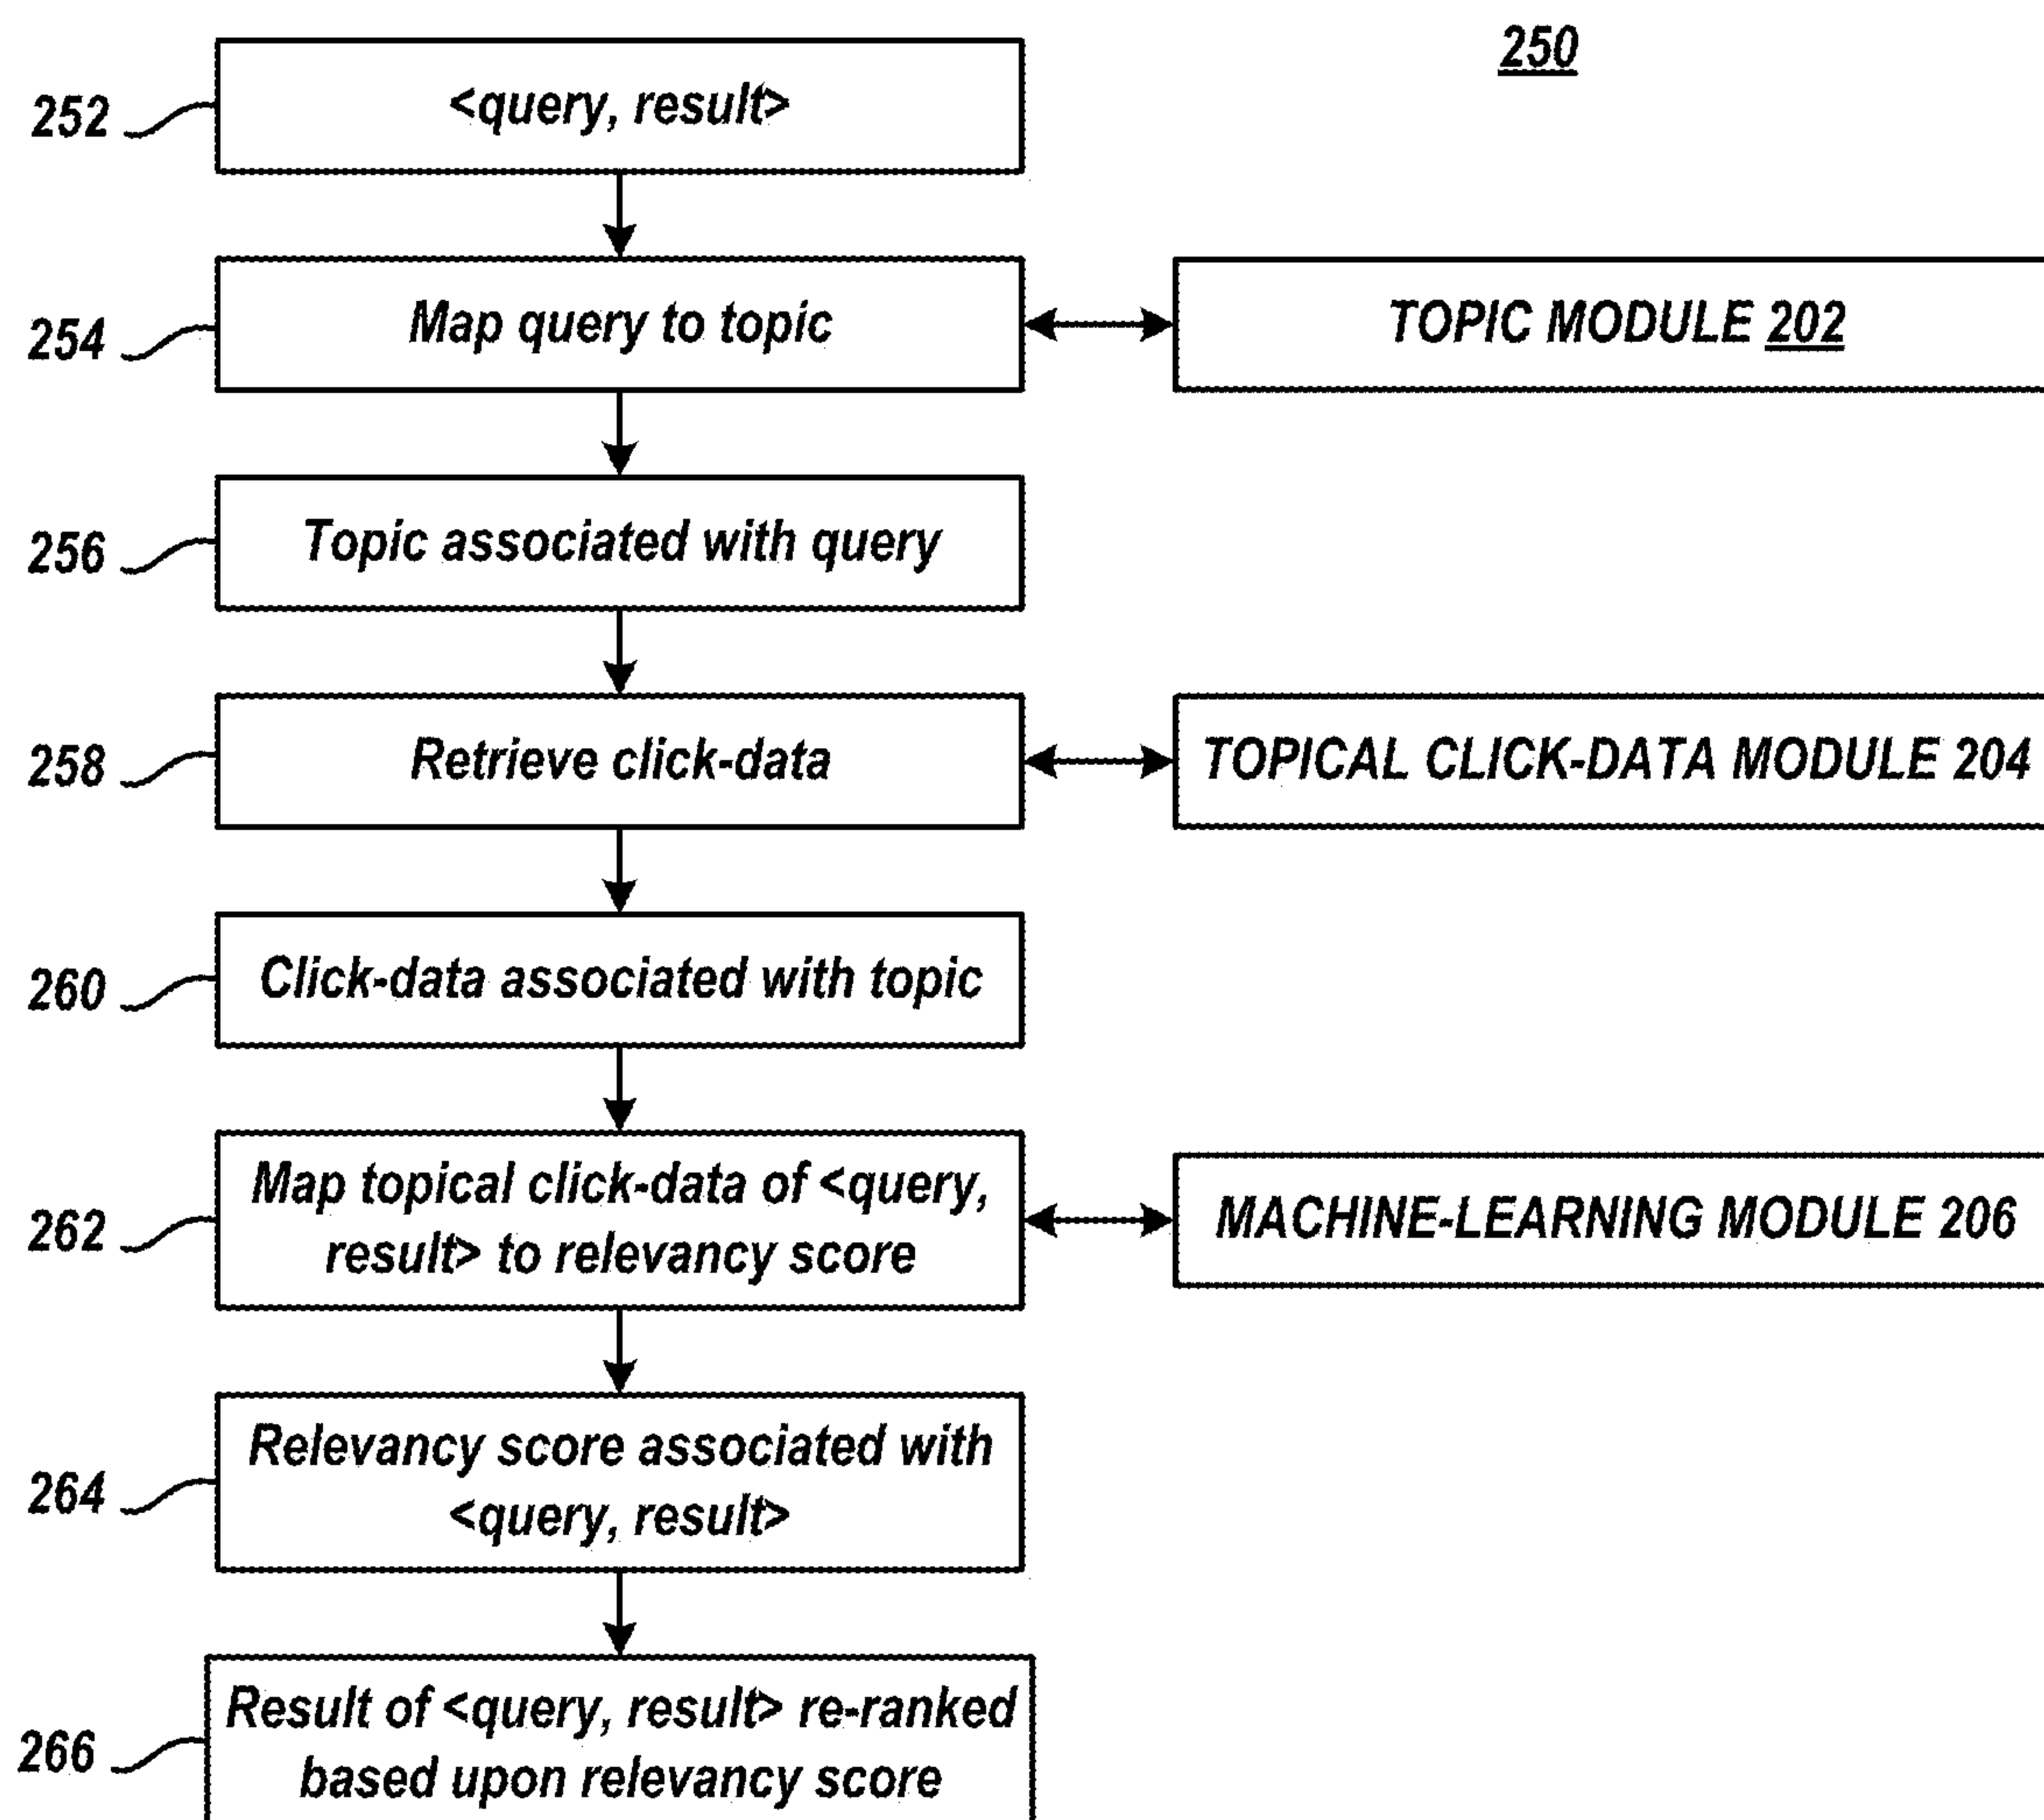 250
252
<query, result>
254
Map query to topic
TOPIC MODULE 202
256
Topic associated with query
258
Retrieve click-data
TOPICAL CLICK-DATA MODULE 204
260
Click-data associated with topic
262
Map topical click-data of <query,
result> to relevancy score
MACHINE-LEARNING MODULE 206
264
Relevancy score associated with
<query, result>
266
Result of <query, result> re-ranked
based upon relevancy score